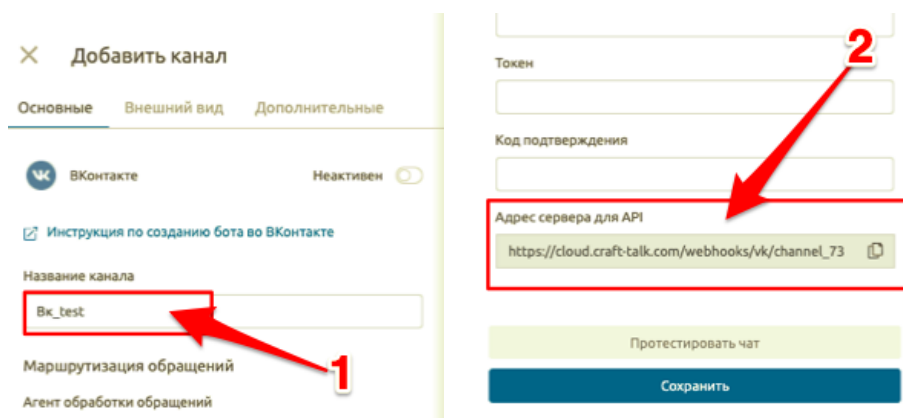 Добавить канал
Основные Внешний вид Дополнительные
ВКонтакте Неактивен
Инструкция по созданию бота во ВКонтакте
Название канала
Вк_test
1
Маршрутизация обращений
Агент обработки обращений
2
Токен
Код подтверждения
Адрес сервера для API
https://cloud.craft-talk.com/webhooks/vk/channel_73
Протестировать чат
Сохранить